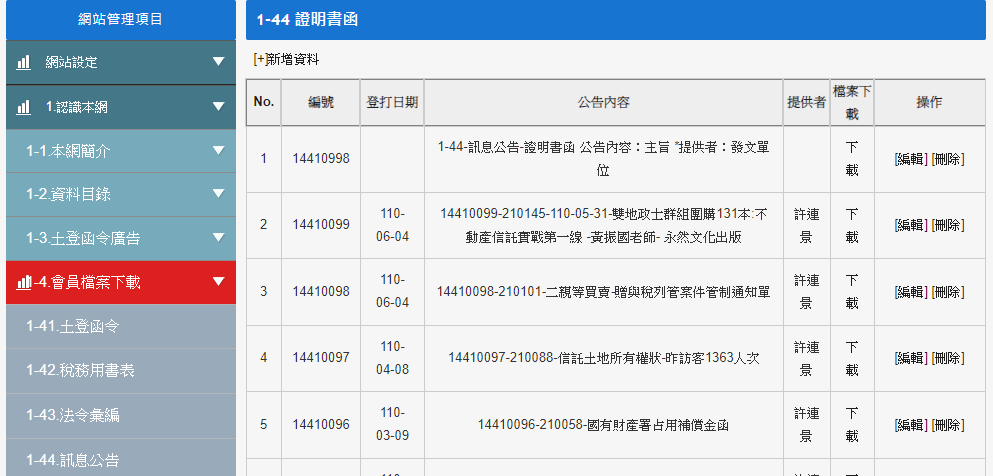 網站管理項目
網站設定
1.認識本網
1-1.本網簡介
1-2.資料目錄
1-3.土登函令廣告
-4.會員檔案下載
1-41.土登函令
1-42.稅務用書表
1-43.法令彙編
1-44.訊息公告
1-44 證明書函
[+]新增資料
No. 編號 登打日期 公告內容 提供者 檔案下
載 操作
1 14410998 1-44-訊息公告-證明書函 公告內容：主旨 *提供者：發文單
位 下
載 [編輯] [刪除]
2 14410999 110-
06-04 14410099-210145-110-05-31-雙地政士群組團購131本:不
動產信託實戰第一線 -黃振國老師- 永然文化出版 許連
景 下
載 [編輯] [刪除]
3 14410098 110-
06-04 14410098-210101-二親等買賣-贈與稅列管案件管制通知單 許連
景 下
載 [編輯] [刪除]
4 14410097 110-
04-08 14410097-210088-信託土地所有權狀-昨訪客1363人次 許連
景 下
載 [編輯] [刪除]
5 14410096 110-
03-09 14410096-210058-國有財產署占用補償金函 許連
景 下
載 [編輯] [刪除]